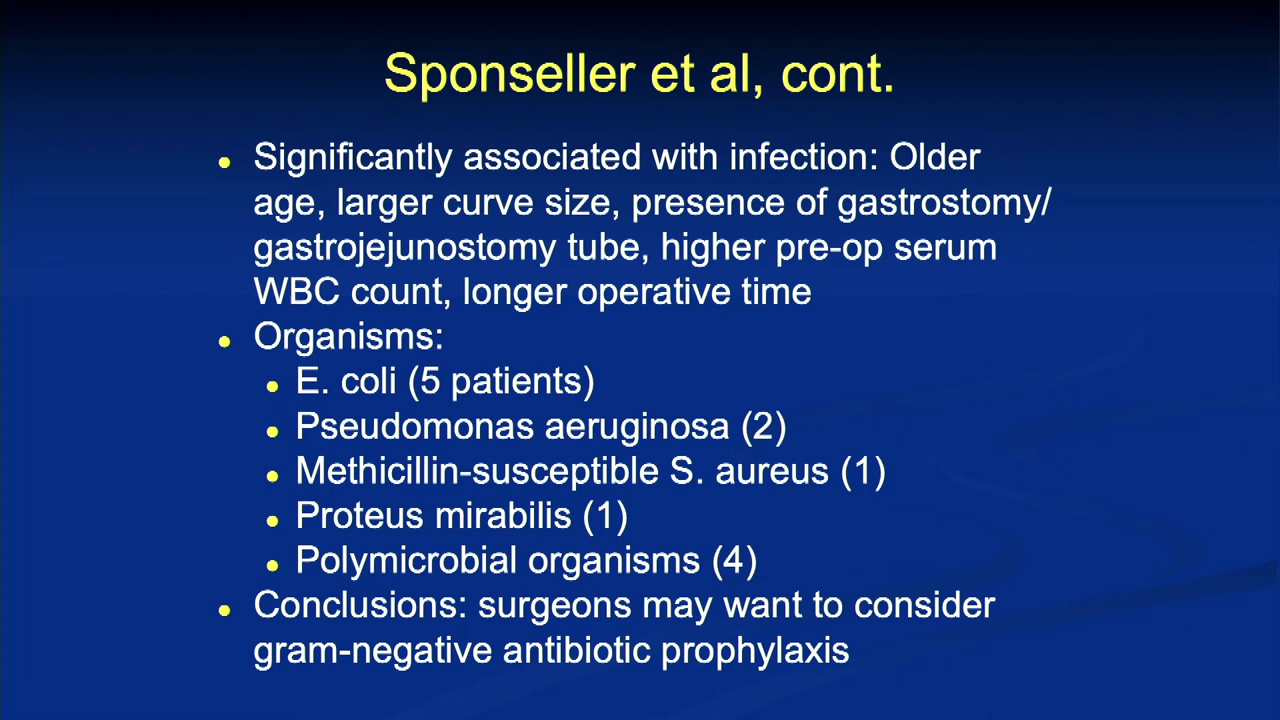 Sponseller et al, cont.
• Significantly associated with infection: Older
age, larger curve size, presence of gastrostomy/
gastrojejunostomy tube, higher pre-op serum
WBC count, longer operative time
• Organisms:
• E. coli (5 patients)
• Pseudomonas aeruginosa (2)
• Methicillin-susceptible S. aureus (1)
• Proteus mirabilis (1)
• Polymicrobial organisms (4)
• Conclusions: surgeons may want to consider
gram-negative antibiotic prophylaxis